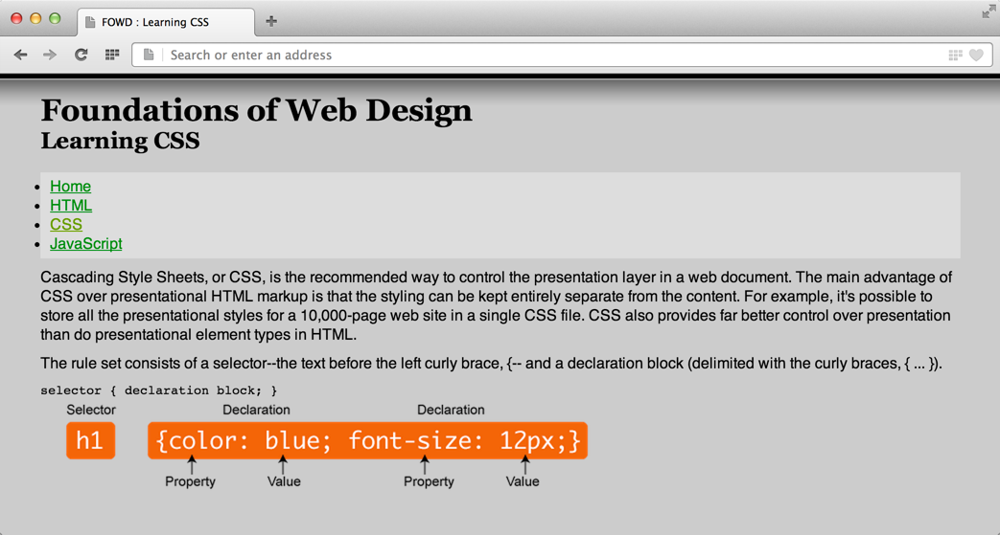 FOWD : Learning CSS
Search or enter an address
Foundations of Web Design
Learning CSS
Home
HTML
CSS
JavaScript
Cascading Style Sheets, or CSS, is the recommended way to control the presentation layer in a web document. The main advantage of
CSS over presentational HTML markup is that the styling can be kept entirely separate from the content. For example, it's possible to
store all the presentational styles for a 10,000-page web site in a single CSS file. CSS also provides far better control over presentation
than do presentational element types in HTML.
The rule set consists of a selector--the text before the left curly brace, {-- and a declaration block (delimited with the curly braces, { ... }).
selector { declaration block; }
Selector Declaration Declaration
h1 {color: blue; font-size: 12px;}
Property Value Property Value